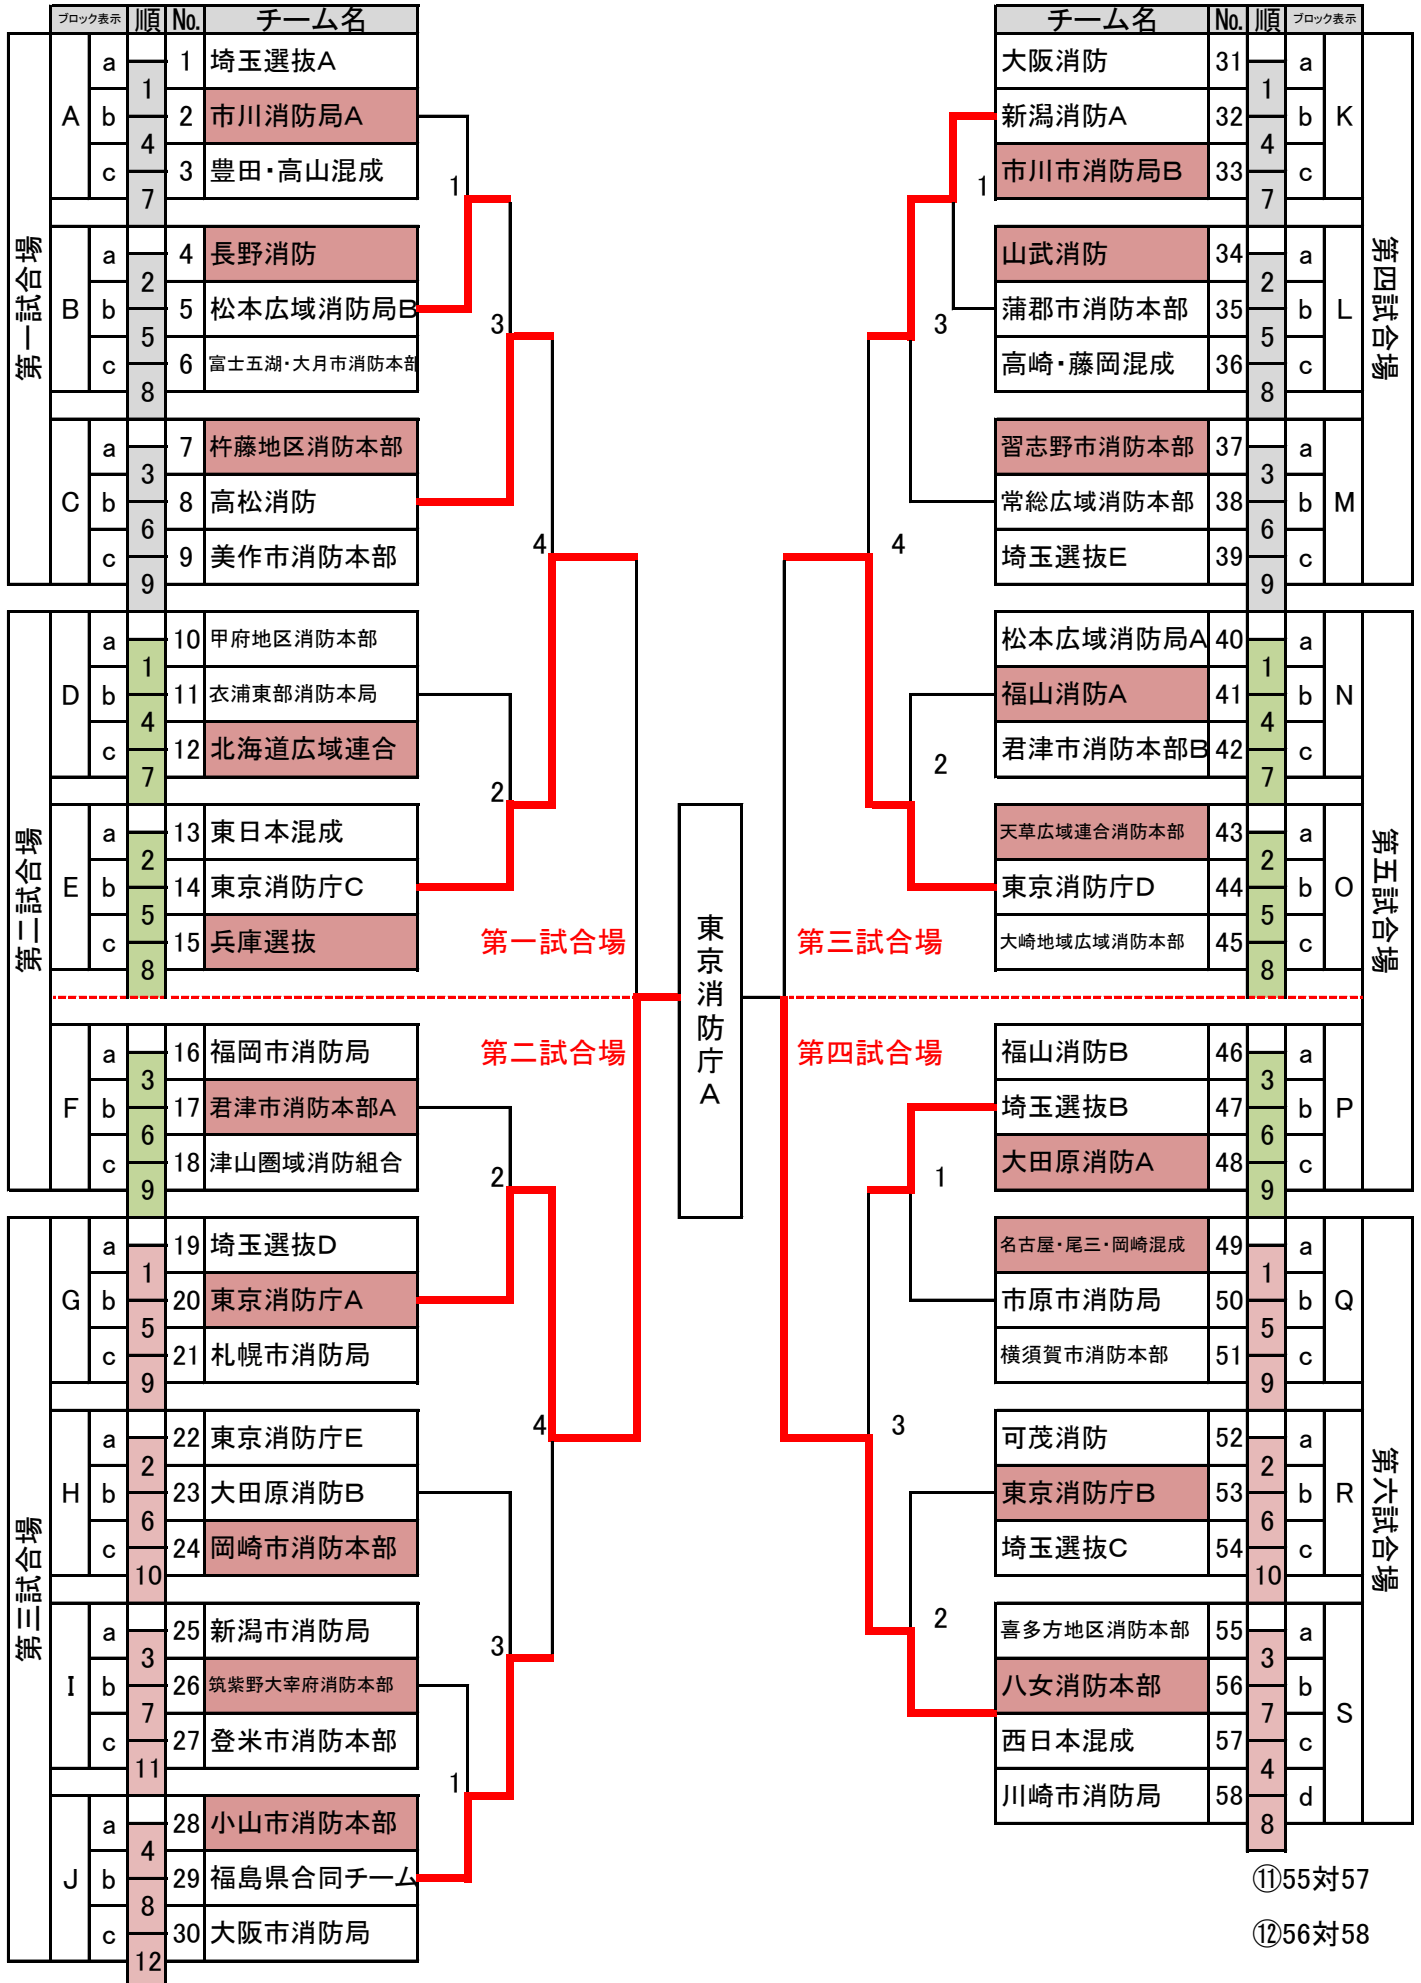 ブロック表示 順 No. チーム名
第一試合場
A
a 1 埼玉選抜A
1
b 2 市川消防局A
4
c 3 豊田・高山混成
7
B
a 4 長野消防
2
b 5 松本広域消防局B
5
c 6 富士五湖・大月市消防本部
8
C
a 7 杵藤地区消防本部
3
b 8 高松消防
6
c 9 美作市消防本部
9
第二試合場
D
a 10 甲府地区消防本部
1
b 11 衣浦東部消防本局
4
c 12 北海道広域連合
7
E
a 13 東日本混成
2
b 14 東京消防庁C
5
c 15 兵庫選抜
8
F
a 16 福岡市消防局
3
b 17 君津市消防本部A
6
c 18 津山圏域消防組合
9
第三試合場
G
a 19 埼玉選抜D
1
b 20 東京消防庁A
5
c 21 札幌市消防局
9
H
a 22 東京消防庁E
2
b 23 大田原消防B
6
c 24 岡崎市消防本部
10
I
a 25 新潟市消防局
3
b 26 筑紫野大宰府消防本部
7
c 27 登米市消防本部
11
J
a 28 小山市消防本部
4
b 29 福島県合同チーム
8
c 30 大阪市消防局
12
1
3
4
2
第一試合場
第二試合場
2
4
3
1
東京消防庁A
第三試合場
第四試合場
1
3
4
2
1
3
2
チーム名 No. 順 ブロック表示
第四試合場
K
大阪消防 31 a
1
新潟消防A 32 b
4
市川市消防局B 33 c
7
L
山武消防 34 a
2
蒲郡市消防本部 35 b
5
高崎・藤岡混成 36 c
8
M
習志野市消防本部 37 a
3
常総広域消防本部 38 b
6
埼玉選抜E 39 c
9
第五試合場
N
松本広域消防局A 40 a
1
福山消防A 41 b
4
君津市消防本部B 42 c
7
O
天草広域連合消防本部 43 a
2
東京消防庁D 44 b
5
大崎地域広域消防本部 45 c
8
P
福山消防B 46 a
3
埼玉選抜B 47 b
6
大田原消防A 48 c
9
第六試合場
Q
名古屋・尾三・岡崎混成 49 a
1
市原市消防局 50 b
5
横須賀市消防本部 51 c
9
R
可茂消防 52 a
2
東京消防庁B 53 b
6
埼玉選抜C 54 c
10
S
喜多方地区消防本部 55 a
3
八女消防本部 56 b
7
西日本混成 57 c
4
川崎市消防局 58 d
8
⑪55対57
⑫56対58